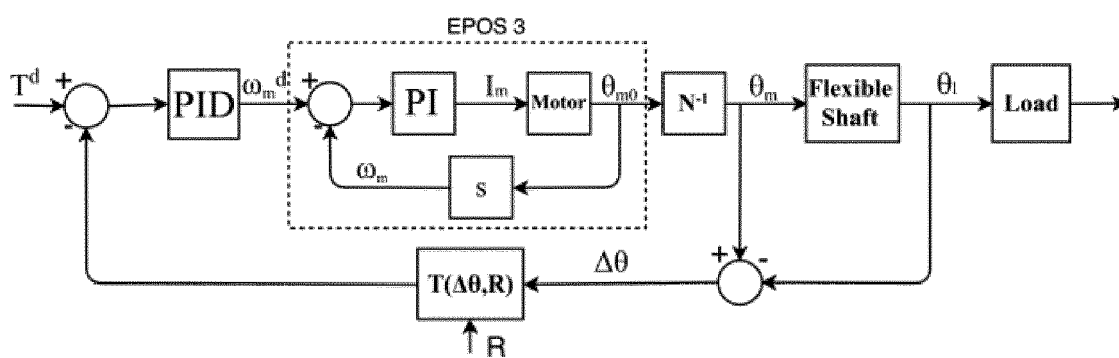 EPOS 3
T^d
+
-
PID
ω_m^d
+
-
PI
I_m
Motor
θ_m0
N⁻¹
θ_m
Flexible
Shaft
θ_l
Load
ω_m
s
+
-
Δθ
T(Δθ,R)
R